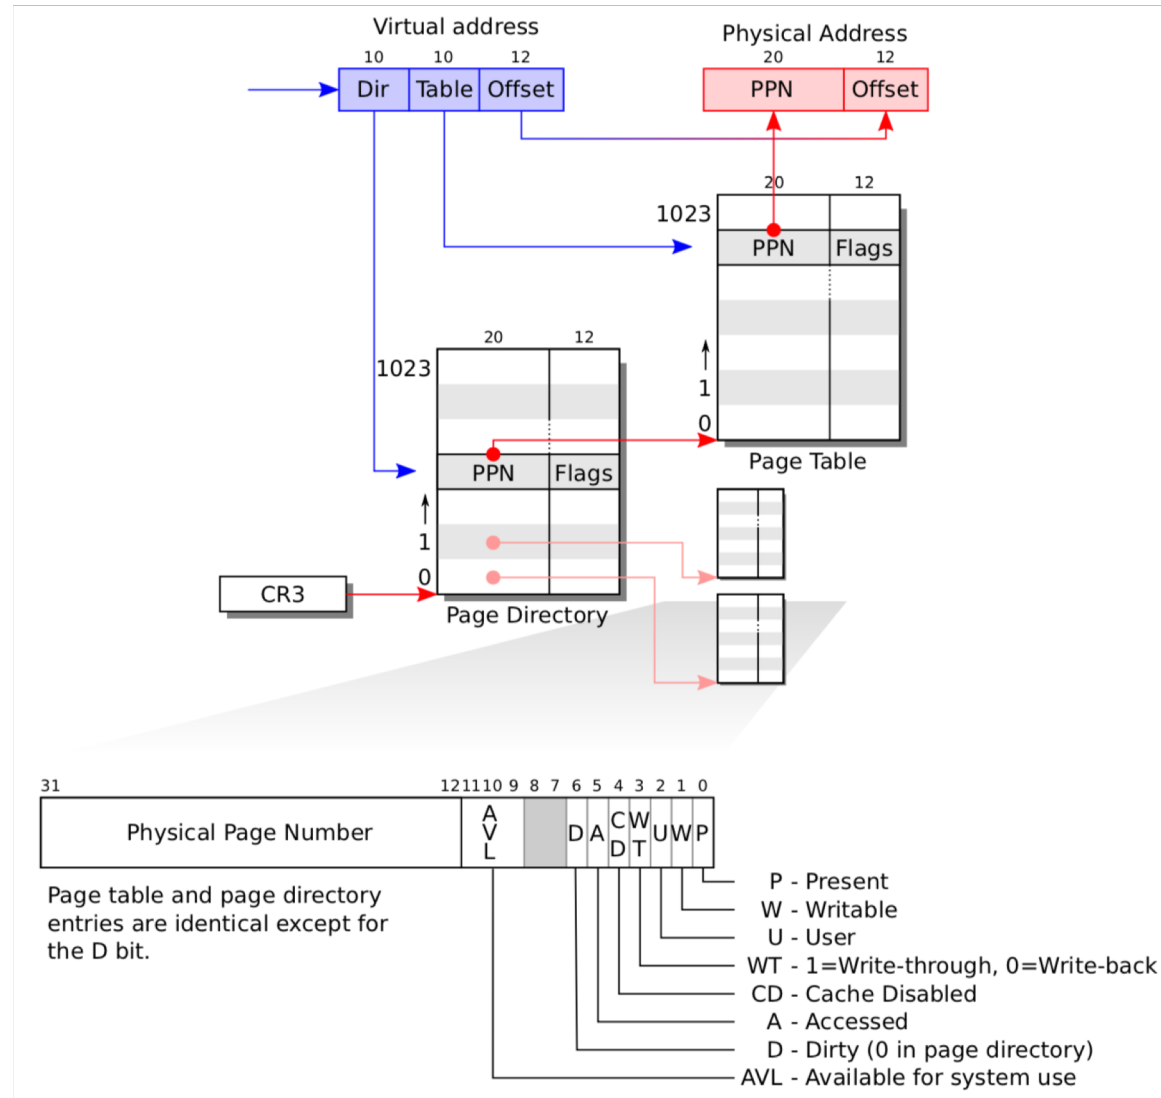 Virtual address
10 10 12
Dir Table Offset
Physical Address
20 12
PPN Offset
20 12
1023
PPN Flags
1
0
Page Table
20 12
1023
PPN Flags
1
0
CR3
Page Directory
31 12 11 10 9 8 7 6 5 4 3 2 1 0
Physical Page Number AVL D A CD WT U W P
Page table and page directory
entries are identical except for
the D bit.
P - Present
W - Writable
U - User
WT - 1=Write-through, 0=Write-back
CD - Cache Disabled
A - Accessed
D - Dirty (0 in page directory)
AVL - Available for system use